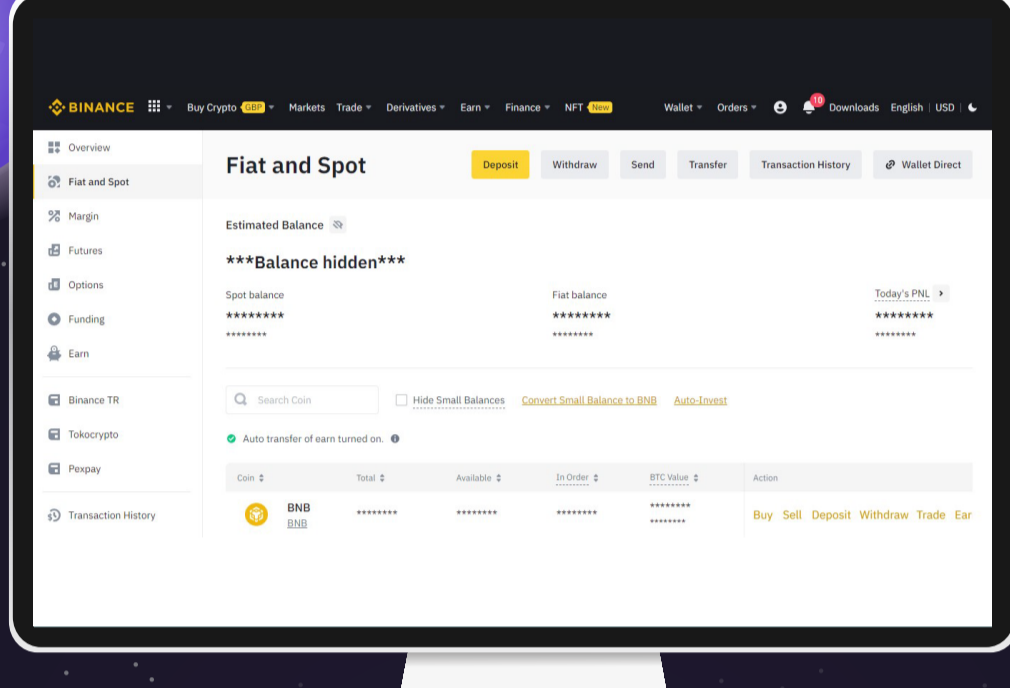 BINANCE Buy Crypto GBP Markets Trade Derivatives Earn Finance NFT New Wallet Orders 10 Downloads English | USD |
Overview
Fiat and Spot
Margin
Futures
Options
Funding
Earn
Binance TR
Tokocrypto
Pexpay
Transaction History
Fiat and Spot
Deposit Withdraw Send Transfer Transaction History Wallet Direct
Estimated Balance
***Balance hidden***
Spot balance Fiat balance Today's PNL
******** ******** ********
******** ******** ********
Search Coin Hide Small Balances Convert Small Balance to BNB Auto-Invest
Auto transfer of earn turned on.
Coin Total Available In Order BTC Value Action
BNB ******** ******** ******** ******** Buy Sell Deposit Withdraw Trade Ear
BNB ********